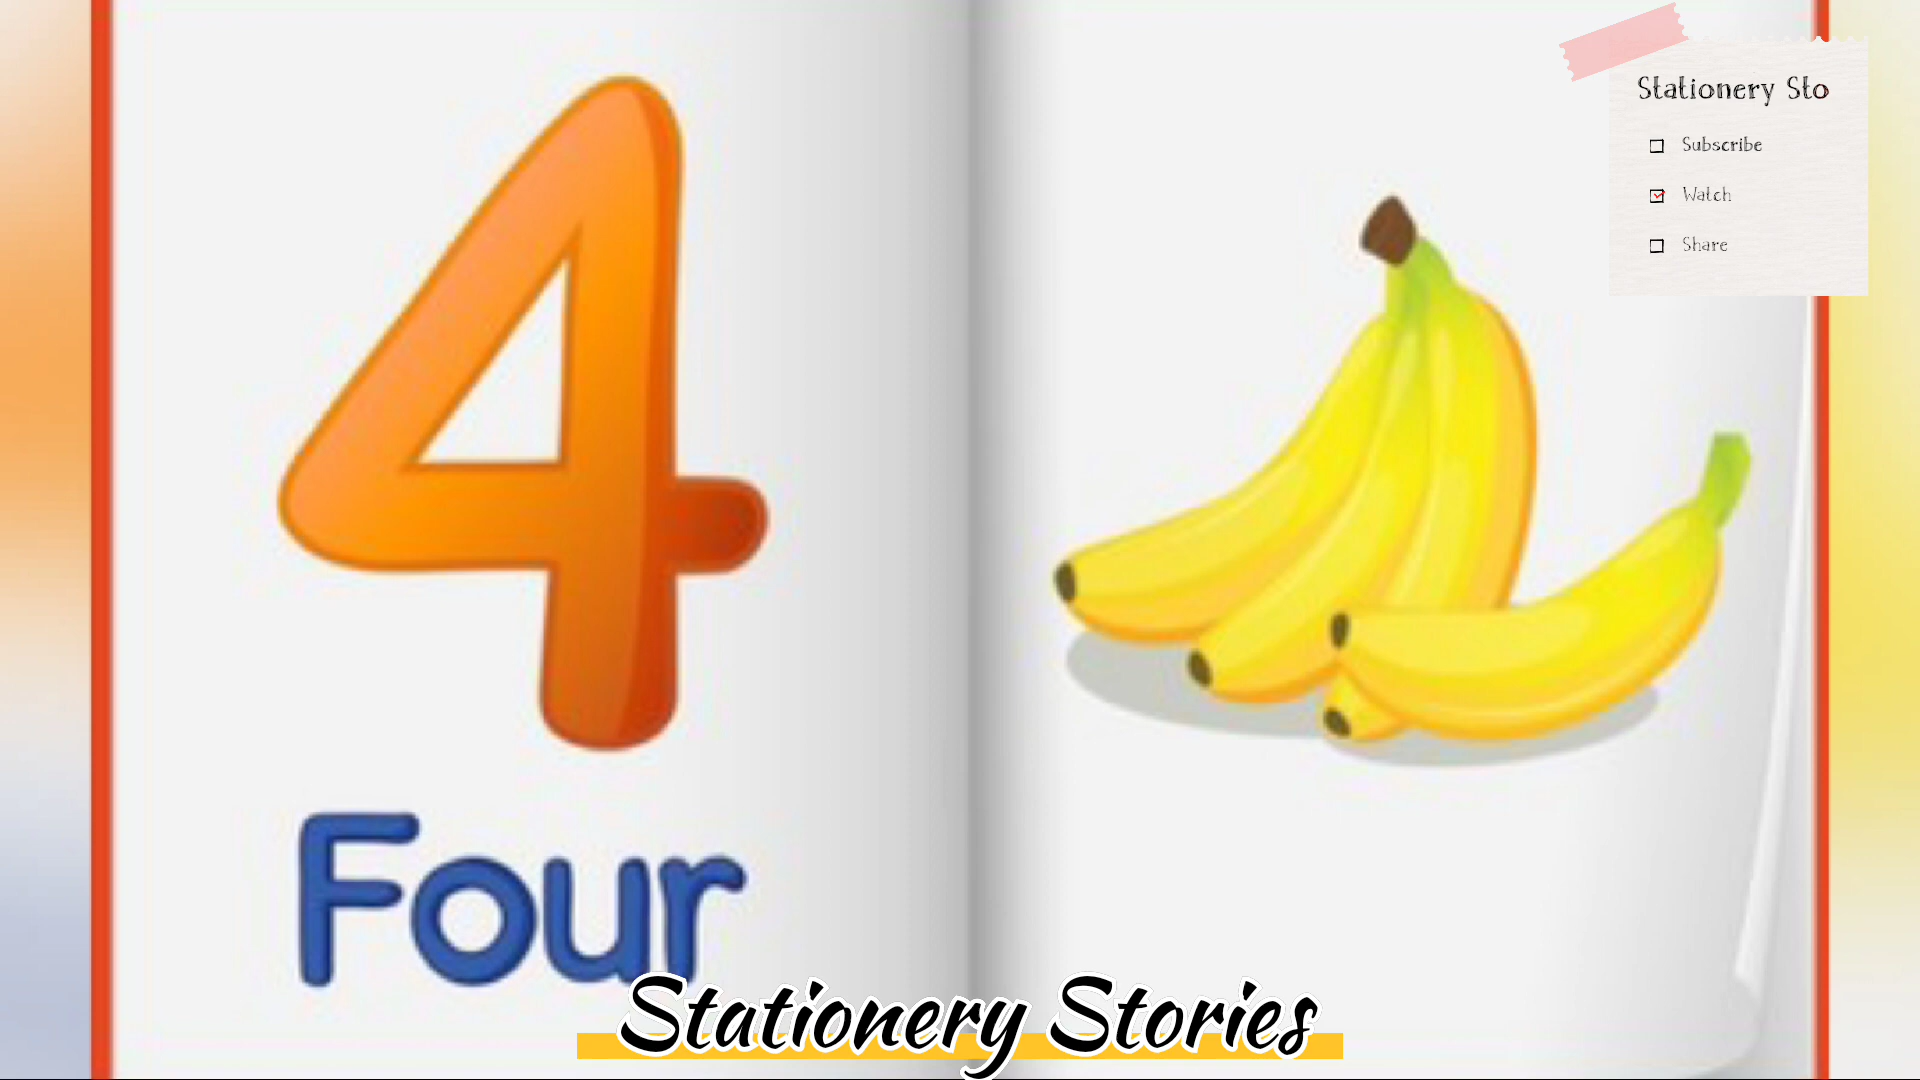 4
Four
Stationery Sto
Subscribe
Watch
Share
Stationery Stories